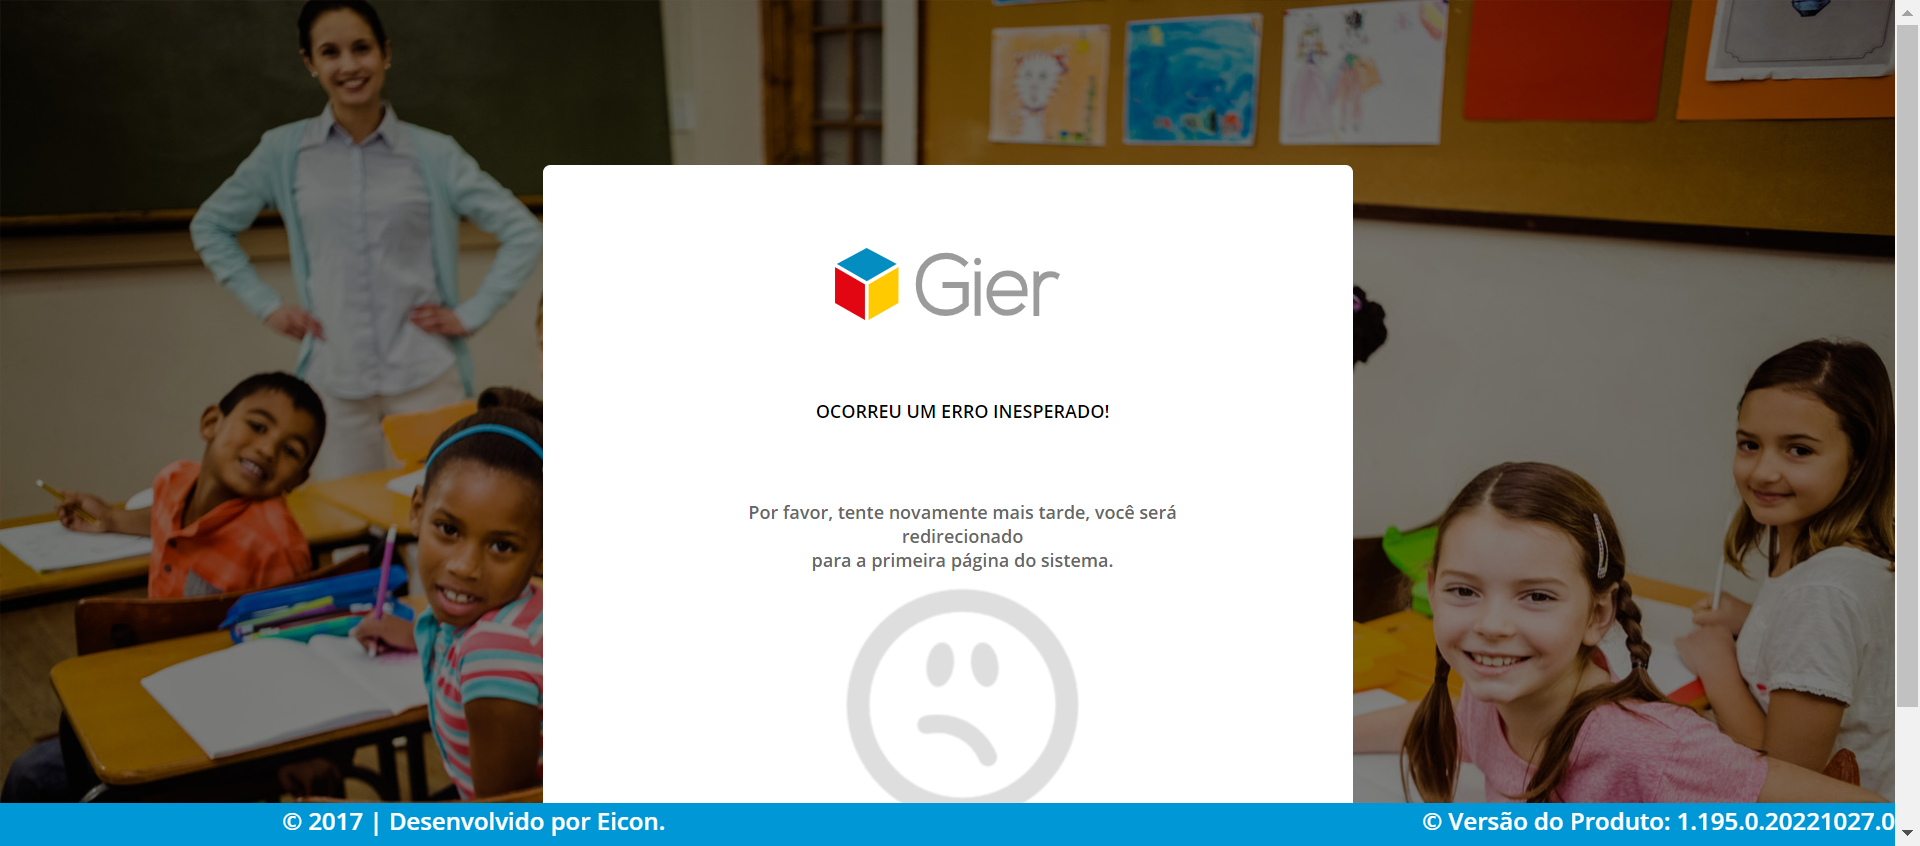 Gier
OCORREU UM ERRO INESPERADO!
Por favor, tente novamente mais tarde, você será
redirecionado
para a primeira página do sistema.
© 2017 | Desenvolvido por Eicon.
© Versão do Produto: 1.195.0.20221027.0